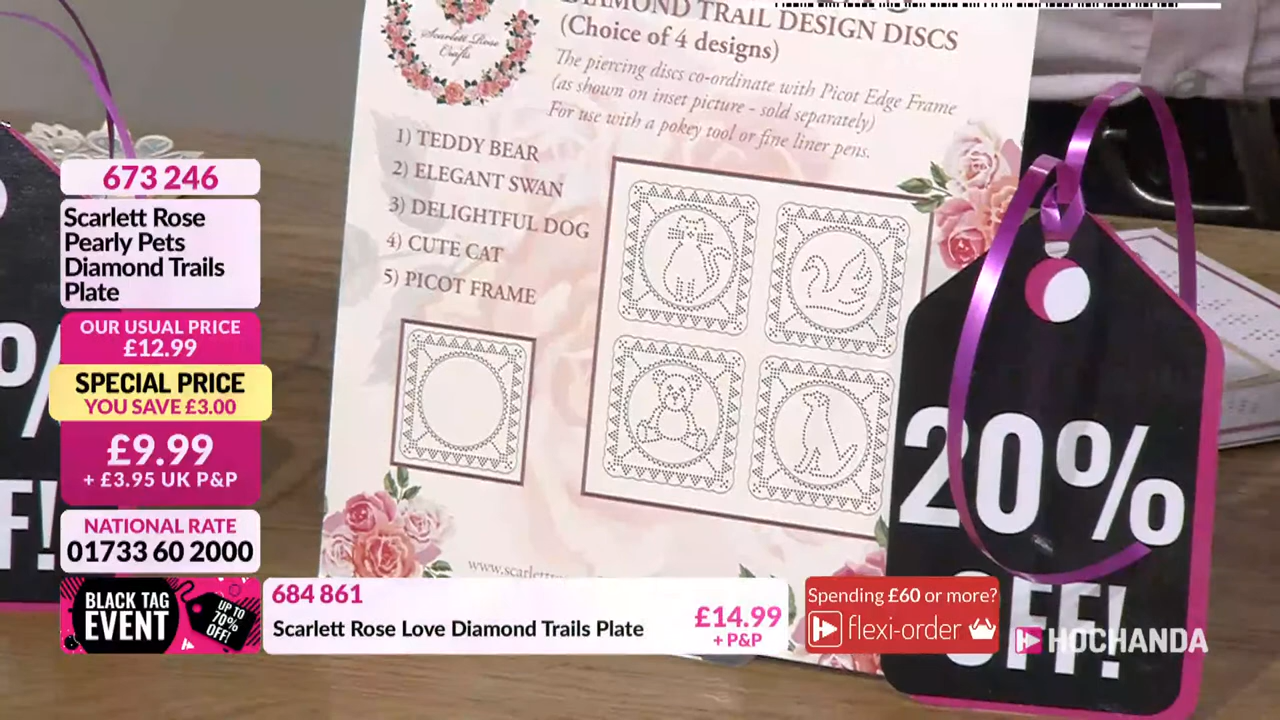 DIAMOND TRAIL DESIGN DISCS
(Choice of 4 designs)
The piercing discs co-ordinate with Picot Edge Frame
(as shown on inset picture - sold separately)
For use with a pokey tool or fine liner pens.
Scarlett Rose
Crafts
1) TEDDY BEAR
2) ELEGANT SWAN
3) DELIGHTFUL DOG
4) CUTE CAT
5) PICOT FRAME
www.scarlettr
673 246
Scarlett Rose
Pearly Pets
Diamond Trails
Plate
OUR USUAL PRICE
£12.99
SPECIAL PRICE
YOU SAVE £3.00
£9.99
+ £3.95 UK P&P
NATIONAL RATE
01733 60 2000
BLACK TAG
EVENT
UP TO
70%
OFF!
684 861
Scarlett Rose Love Diamond Trails Plate
£14.99
+ P&P
Spending £60 or more?
flexi-order
HOCHANDA
20%
OFF!
%
F!